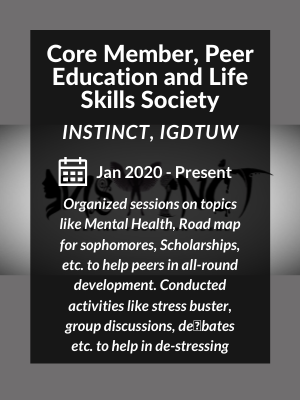 Core Member, Peer
Education and Life
Skills Society
INSTINCT, IGDTUW
Jan 2020 - Present
Organized sessions on topics
like Mental Health, Road map
for sophomores, Scholarships,
etc. to help peers in all-round
development. Conducted
activities like stress buster,
group discussions, de⍰bates
etc. to help in de-stressing